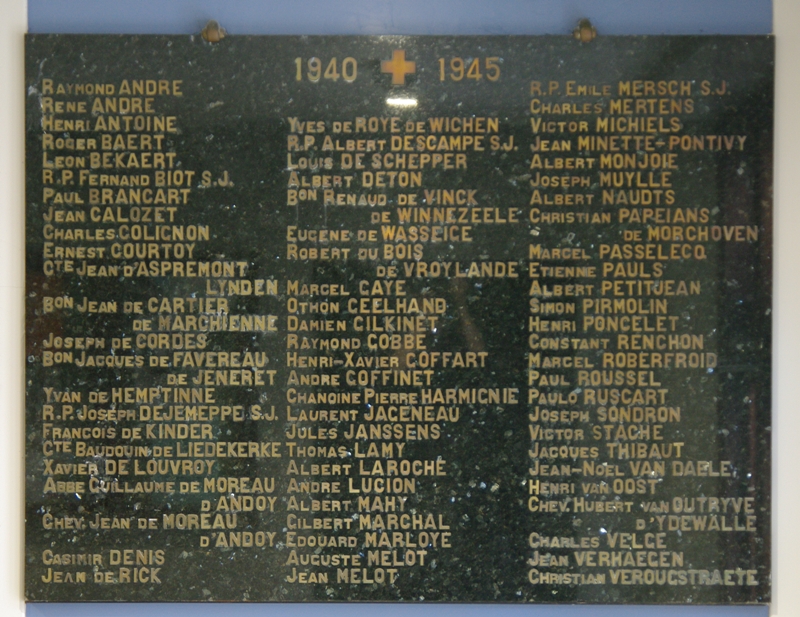 1940 1945
RAYMOND ANDRE
RENE ANDRE
HENRI ANTOINE
ROGER BAERT
LEON BEKAERT
R.P. FERNAND BIOT S.J.
PAUL BRANCART
JEAN CALOZET
CHARLES COLIGNON
ERNEST COURTOY
CTE JEAN D'ASPREMONT
LYNDEN
BON JEAN DE CARTIER
DE MARCHIENNE
JOSEPH DE CORDES
BON JACQUES DE FAVEREAU
DE JENERET
YVAN DE HEMPTINNE
R.P. JOSEPH DEJEMEPPE S.J.
FRANCOIS DE KINDER
CTE BAUDOUIN DE LIEDEKERKE
XAVIER DE LOUVROY
ABBE GUILLAUME DE MOREAU
D'ANDOY
CHEV. JEAN DE MOREAU
D'ANDOY
CASIMIR DENIS
JEAN DE RICK
YVES DE ROYE DE WICHEN
R.P. ALBERT DESCAMPE S.J.
LOUIS DE SCHEPPER
ALBERT DETON
BON RENAUD DE VINCK
DE WINNEZEELE
EUGENE DE WASSEIGE
ROBERT DU BOIS
DE VROYLANDE
MARCEL GAYE
OTHON GEELHAND
DAMIEN GILKINET
RAYMOND GOBBE
HENRI-XAVIER GOFFART
ANDRE GOFFINET
CHANOINE PIERRE HARMIGNIE
LAURENT JAGENEAU
JULES JANSSENS
THOMAS LAMY
ALBERT LAROCHE
ANDRE LUCION
ALBERT MAHY
GILBERT MARCHAL
EDOUARD MARLOYE
AUGUSTE MELOT
JEAN MELOT
R.P. EMILE MERSCH S.J.
CHARLES MERTENS
VICTOR MICHIELS
JEAN MINETTE-PONTIVY
ALBERT MONJOIE
JOSEPH MUYLLE
ALBERT NAUDTS
CHRISTIAN PAPEIANS
DE MORCHOVEN
MARCEL PASSELECQ
ETIENNE PAULS
ALBERT PETITJEAN
SIMON PIRMOLIN
HENRI PONCELET
CONSTANT RENCHON
MARCEL ROBERFROID
PAUL ROUSSEL
PAULO RUSCART
JOSEPH SONDRON
VICTOR STACHE
JACQUES THIBAUT
JEAN-NOEL VAN DAELE
HENRI VAN OOST
CHEV. HUBERT VAN OUTRYVE
D'YDEWALLE
CHARLES VELGE
JEAN VERHAEGEN
CHRISTIAN VEROUGSTRAETE